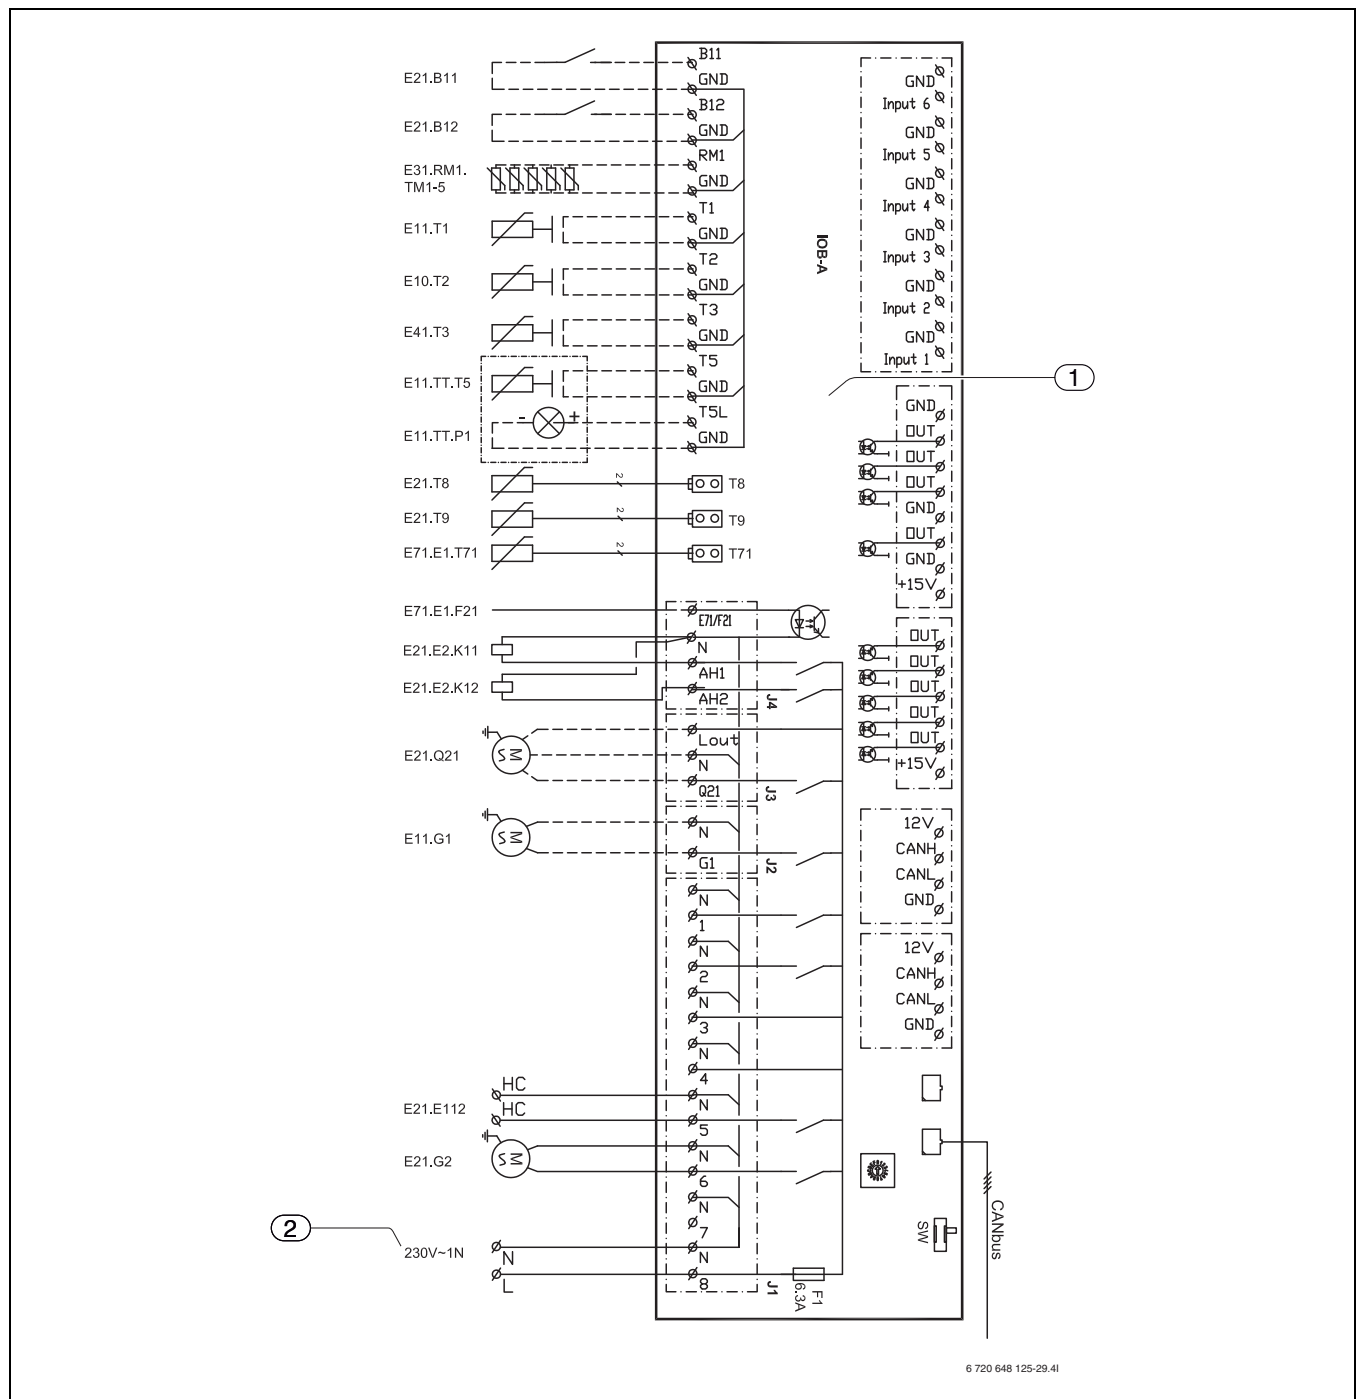 E21.B11
E21.B12
E31.RM1.
TM1-5
E11.T1
E10.T2
E41.T3
E11.TT.T5
- +
E11.TT.P1
E21.T8
2
E21.T9
2
E71.E1.T71
2
E71.E1.F21
E21.E2.K11
E21.E2.K12
E21.Q21
M
E11.G1
M
HC
E21.E112
HC
E21.G2
M
2
230V~1N
N
L
B11
GND
B12
GND
RM1
GND
T1
GND
T2
GND
T3
GND
T5
GND
T5L
GND
T8
T9
T71
E71/F21
N
AH1
AH2
J4
Lout
N
Q21
J3
N
G1
J2
N
1
N
2
N
3
N
4
N
5
N
6
N
7
N
8
J1
F1
6.3A
IOB-A
GND
Input 6
GND
Input 5
GND
Input 4
GND
Input 3
GND
Input 2
GND
Input 1
1
GND
OUT
OUT
OUT
GND
OUT
GND
+15V
OUT
OUT
OUT
OUT
OUT
+15V
12V
CANH
CANL
GND
12V
CANH
CANL
GND
SW
CANbus
6 720 648 125-29.4I